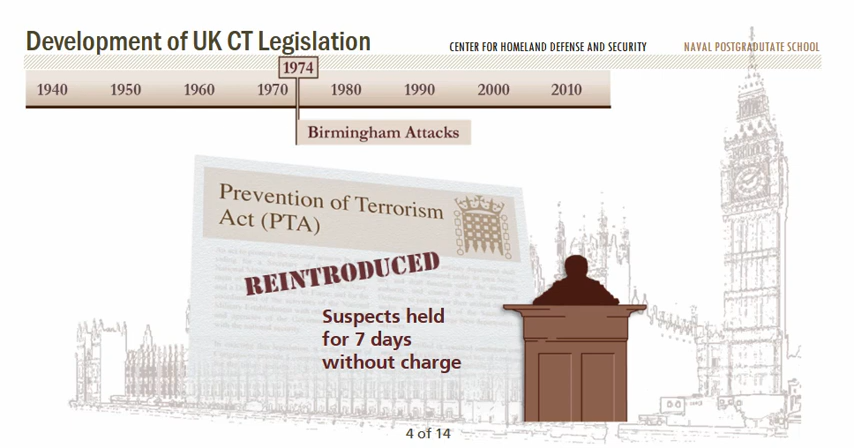 Development of UK CT Legislation
CENTER FOR HOMELAND DEFENSE AND SECURITY
NAVAL POSTGRADUTATE SCHOOL
1974
1940 1950 1960 1970 1980 1990 2000 2010
Birmingham Attacks
Prevention of Terrorism
Act (PTA)
REINTRODUCED
Suspects held
for 7 days
without charge
4 of 14